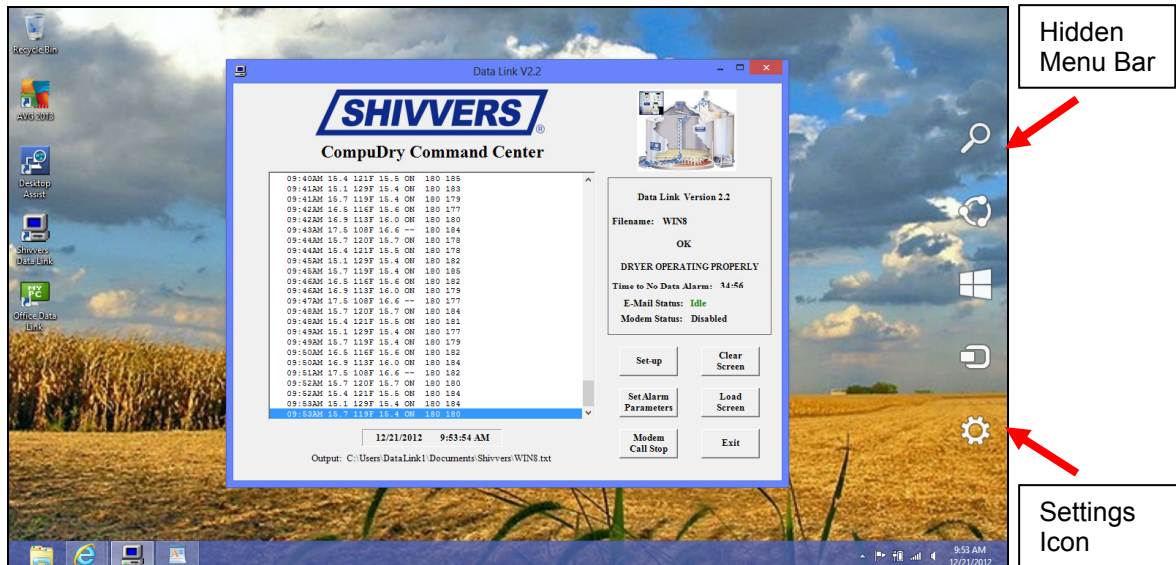 Hidden
Menu Bar
Recycle Bin
AVG 2013
Desktop
Assist
Shivvers
Data Link
MY
PC
Office Data
Link
Data Link V2.2
SHIVVERS®
CompuDry Command Center
09:40AM 15.4 121F 15.5 ON 180 185
09:41AM 15.1 129F 15.4 ON 180 183
09:41AM 15.7 119F 15.4 ON 180 179
09:42AM 16.5 116F 15.6 ON 180 177
09:42AM 16.9 113F 16.0 ON 180 180
09:43AM 17.5 108F 16.6 -- 180 184
09:44AM 15.7 120F 15.7 ON 180 178
09:44AM 15.4 121F 15.5 ON 180 178
09:45AM 15.1 129F 15.4 ON 180 182
09:45AM 15.7 119F 15.4 ON 180 185
09:46AM 16.5 116F 15.6 ON 180 182
09:46AM 16.9 113F 16.0 ON 180 179
09:47AM 17.5 108F 16.6 -- 180 177
09:48AM 15.7 120F 15.7 ON 180 184
09:48AM 15.4 121F 15.5 ON 180 181
09:49AM 15.1 129F 15.4 ON 180 177
09:49AM 15.7 119F 15.4 ON 180 179
09:50AM 16.5 116F 15.6 ON 180 182
09:50AM 16.9 113F 16.0 ON 180 184
09:51AM 17.5 108F 16.6 -- 180 182
09:52AM 15.7 120F 15.7 ON 180 180
09:52AM 15.4 121F 15.5 ON 180 184
09:53AM 15.1 129F 15.4 ON 180 184
09:53AM 15.7 119F 15.4 ON 180 180
12/21/2012 9:53:54 AM
Output: C:\Users\DataLink1\Documents\Shivvers\WIN8.txt
Data Link Version 2.2
Filename: WIN8
OK
DRYER OPERATING PROPERLY
Time to No Data Alarm: 34:56
E-Mail Status: Idle
Modem Status: Disabled
Set-up
Clear
Screen
Set Alarm
Parameters
Load
Screen
Modem
Call Stop
Exit
9:53 AM
12/21/2012
Settings
Icon